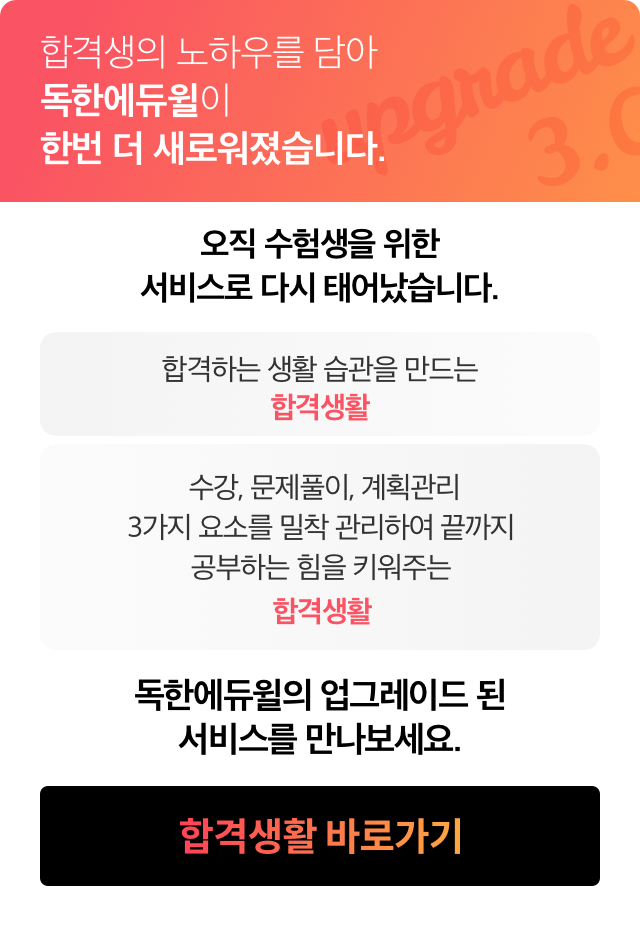 합격생의 노하우를 담아
독한에듀윌이
한번 더 새로워졌습니다.
upgrade
3.0
오직 수험생을 위한
서비스로 다시 태어났습니다.
합격하는 생활 습관을 만드는
합격생활
수강, 문제풀이, 계획관리
3가지 요소를 밀착 관리하여 끝까지
공부하는 힘을 키워주는
합격생활
독한에듀윌의 업그레이드 된
서비스를 만나보세요.
합격생활 바로가기